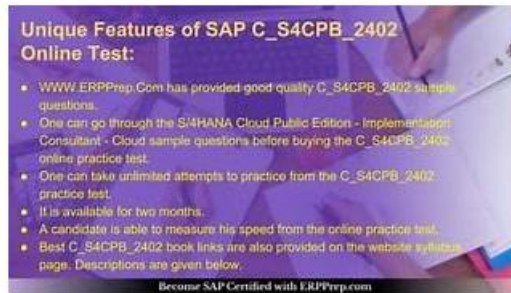 Unique Features of SAP C_S4CPB_2402
Online Test:
● WWW.ERPPrep.Com has provided good quality C_S4CPB_2402 sample
questions.
● One can go through the S/4HANA Cloud Public Edition - Implementation
Consultant - Cloud sample questions before buying the C_S4CPB_2402
online practice test.
● One can take unlimited attempts to practice from the C_S4CPB_2402
practice test.
● It is available for two months.
● A candidate is able to measure his speed from the online practice test.
● Best C_S4CPB_2402 book links are also provided on the website syllabus
page. Descriptions are given below.
Become SAP Certified with ERPPrep.com